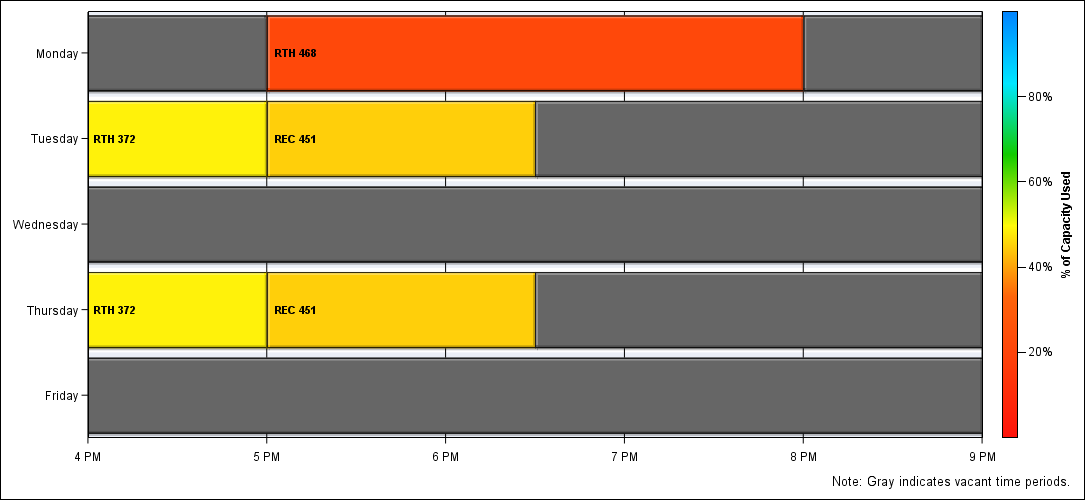 Monday
RTH 468
Tuesday
RTH 372
REC 451
Wednesday
Thursday
RTH 372
REC 451
Friday
4 PM
5 PM
6 PM
7 PM
8 PM
9 PM
80%
60%
40%
20%
% of Capacity Used
Note: Gray indicates vacant time periods.